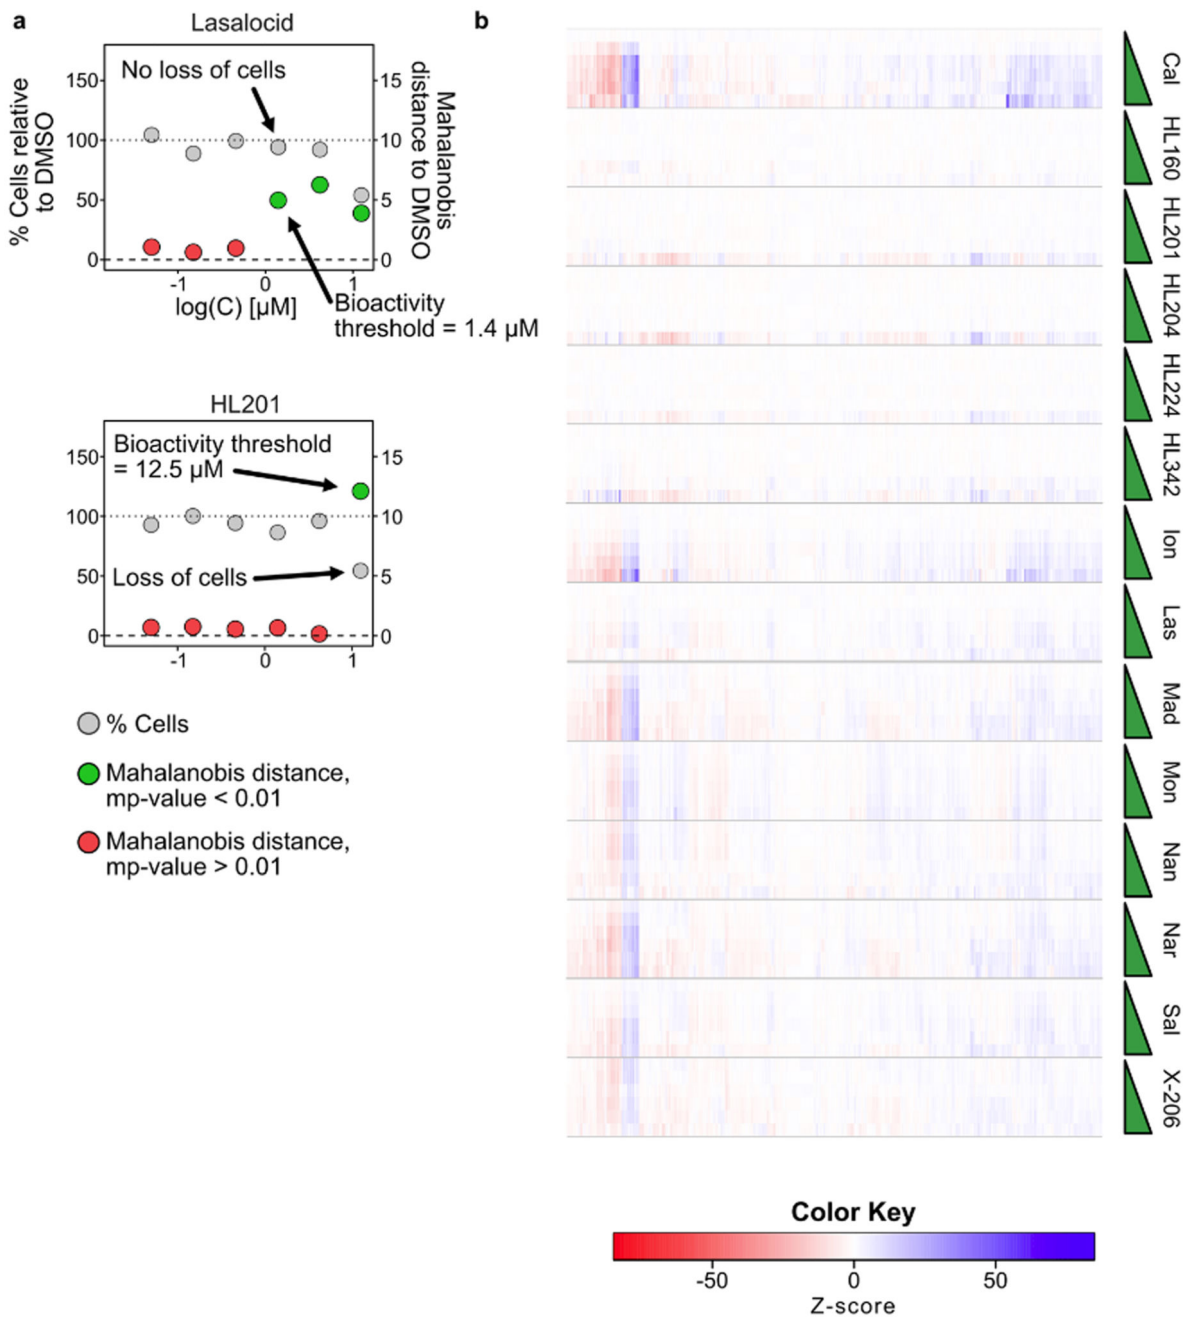 a
Lasalocid
% Cells relative
to DMSO
Mahalanobis
distance to DMSO
150
100
50
0
15
10
5
0
No loss of cells
Bioactivity
threshold = 1.4 µM
-1
0
1
log(C) [µM]
HL201
150
100
50
0
15
10
5
0
Bioactivity threshold
= 12.5 µM
Loss of cells
-1
0
1
% Cells
Mahalanobis distance,
mp-value < 0.01
Mahalanobis distance,
mp-value > 0.01
b
Cal
HL160
HL201
HL204
HL224
HL342
Ion
Las
Mad
Mon
Nan
Nar
Sal
X-206
Color Key
-50
0
50
Z-score